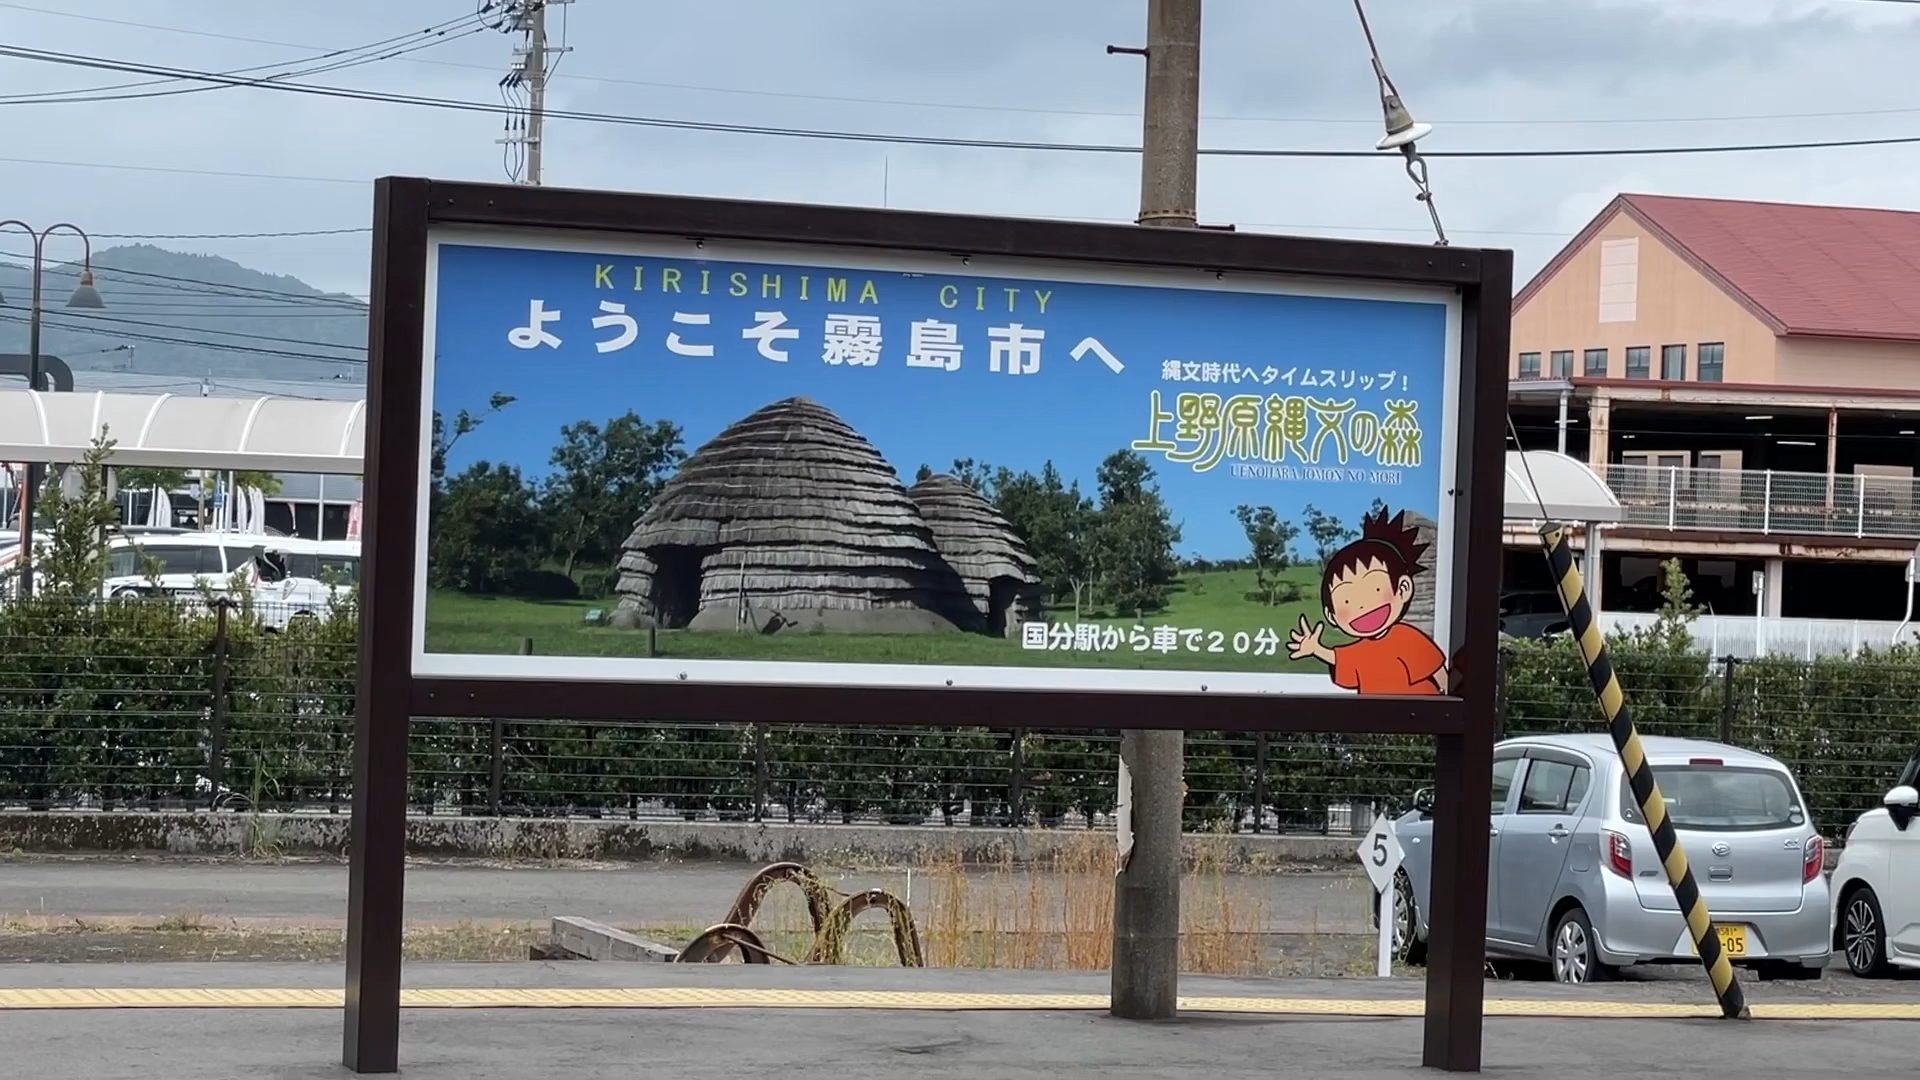 KIRISHIMA CITY
ようこそ霧島市へ
縄文時代へタイムスリップ！
上野原縄文の森
UENOHARA JOMON NO MORI
国分駅から車で２０分
5
-05